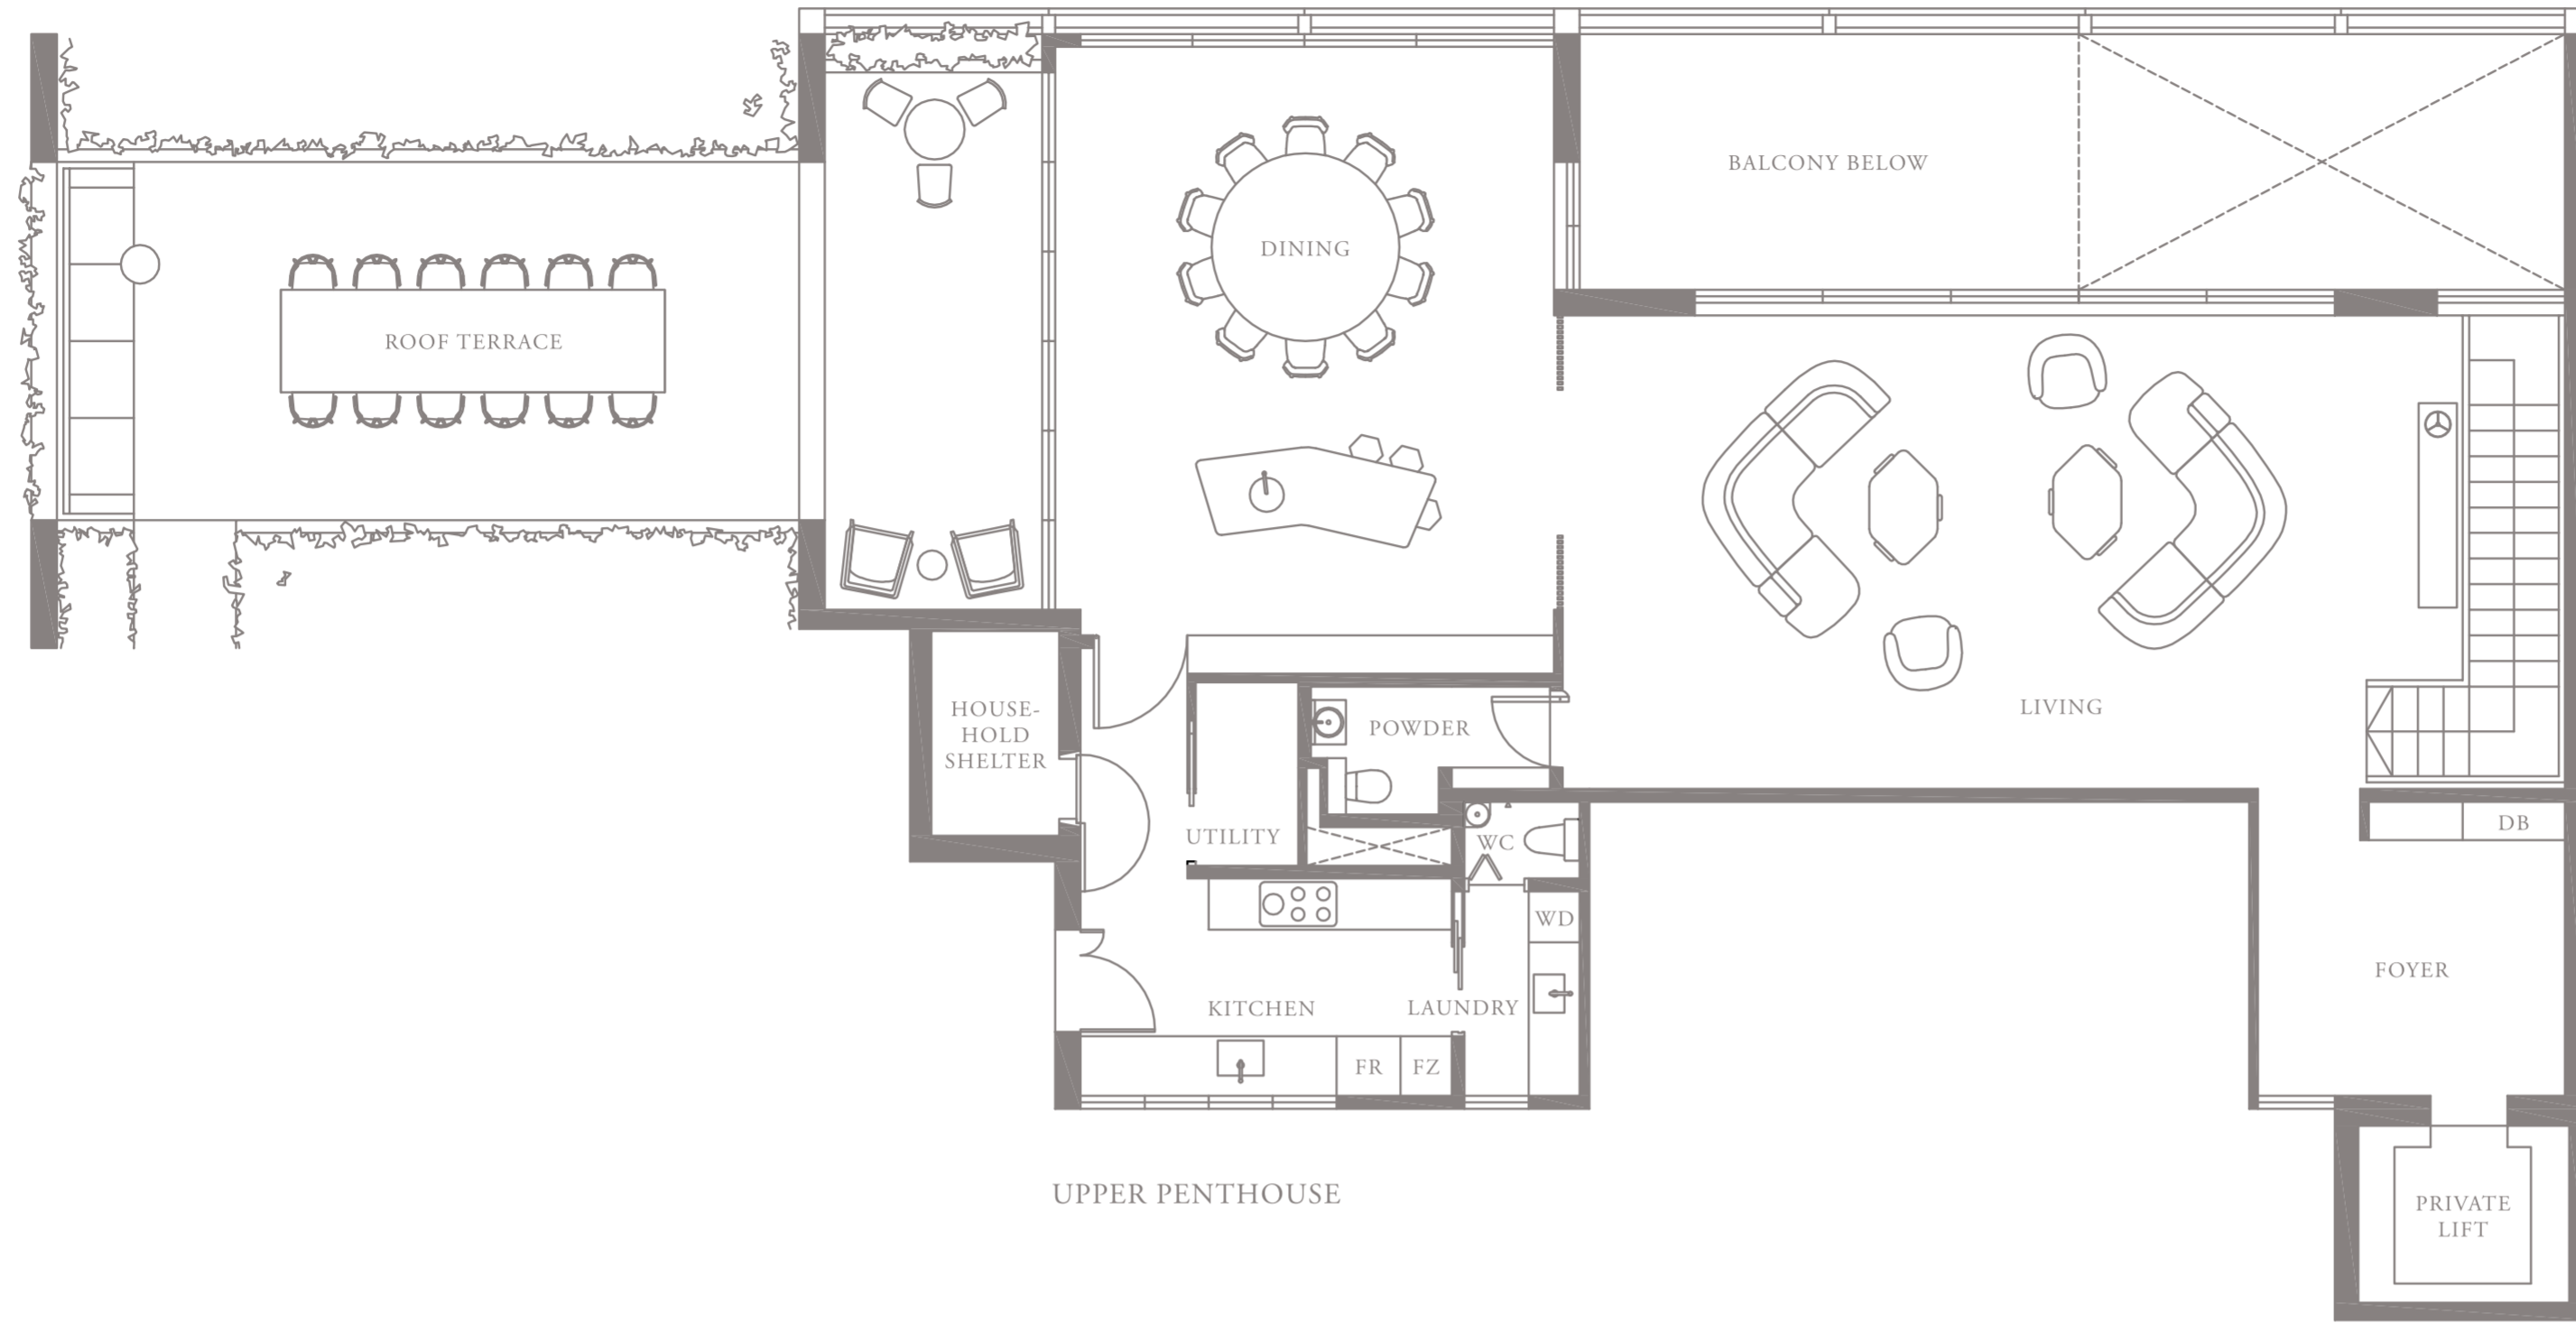 BALCONY BELOW
DINING
ROOF TERRACE
LIVING
HOUSE-
HOLD
SHELTER
POWDER
UTILITY
WC
DB
WD
FOYER
KITCHEN
LAUNDRY
FR
FZ
UPPER PENTHOUSE
PRIVATE
LIFT